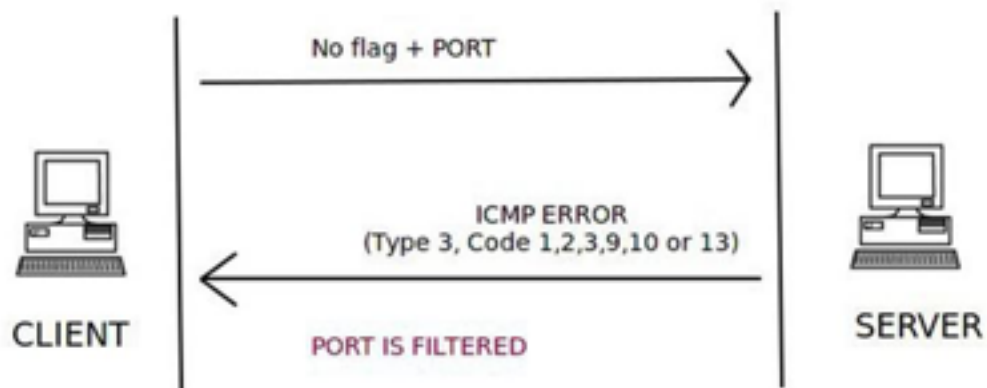 No flag + PORT
ICMP ERROR
(Type 3, Code 1,2,3,9,10 or 13)
CLIENT
SERVER
PORT IS FILTERED